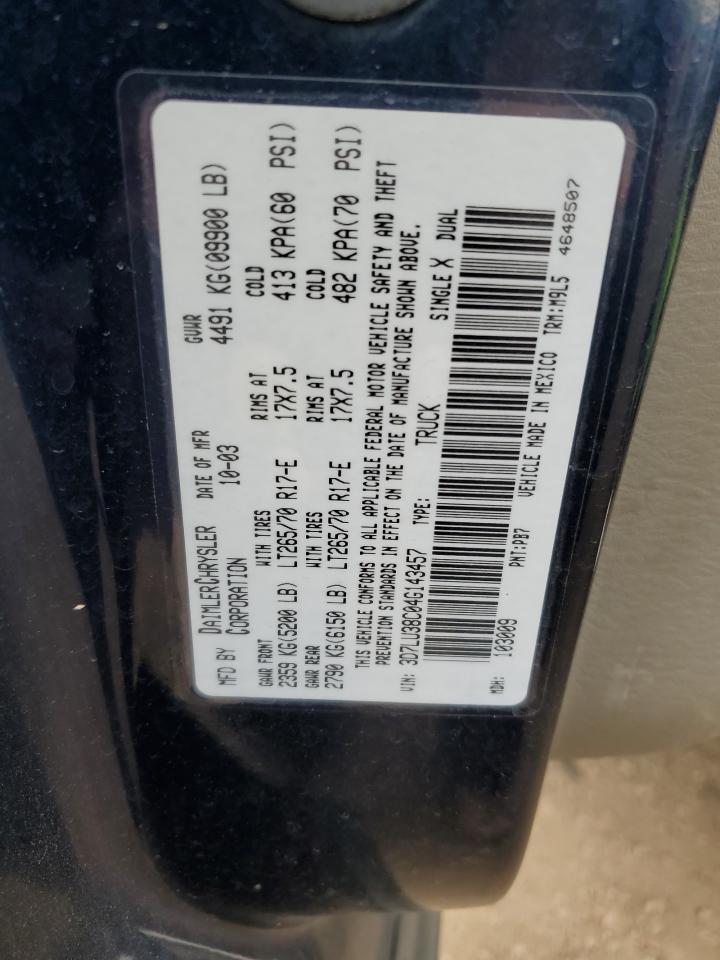 MFD BY DAIMLERCHRYSLER CORPORATION DATE OF MFR 10-03 GVWR 4491 KG(09900 LB)
GAWR FRONT WITH TIRES RIMS AT COLD
2359 KG(5200 LB) LT265/70 R17-E 17X7.5 413 KPA(60 PSI)
GAWR REAR WITH TIRES RIMS AT COLD
2790 KG(6150 LB) LT265/70 R17-E 17X7.5 482 KPA(70 PSI)
THIS VEHICLE CONFORMS TO ALL APPLICABLE FEDERAL MOTOR VEHICLE SAFETY AND THEFT
PREVENTION STANDARDS IN EFFECT ON THE DATE OF MANUFACTURE SHOWN ABOVE.
VIN: 3D7LU38C04G143457 TYPE: TRUCK SINGLE X DUAL
MDH: 103009 PNT:PB7 VEHICLE MADE IN MEXICO TRM:M9L5
4648507